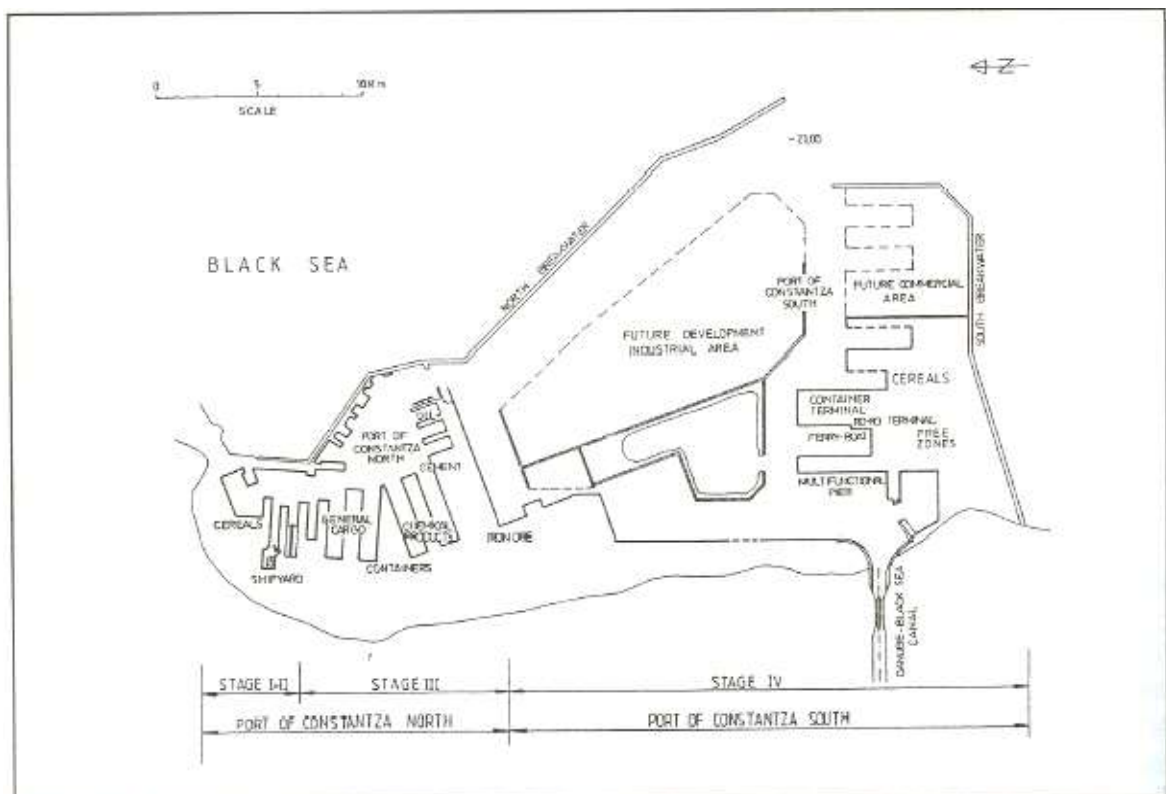 0 5 10 Km
SCALE
Z
-21,00
BLACK SEA
NORTH BREAKWATER
PORT OF
CONSTANTZA
SOUTH
FUTURE COMMERCIAL
AREA
SOUTH BREAKWATER
FUTURE DEVELOPMENT
INDUSTRIAL AREA
CEREALS
CONTAINER
TERMINAL
RO-RO TERMINAL
FERRY-BOAT
FREE
ZONES
MULTIFUNCTIONAL
PIER
OIL
PORT OF
CONSTANTZA
NORTH
CEMENT
CEREALS
GENERAL
CARGO
CHEMICAL
PRODUCTS
IRON ORE
CONTAINERS
SHIPYARD
DANUBE-BLACK SEA
CANAL
STAGE I+II STAGE III STAGE IV
PORT OF CONSTANTZA NORTH PORT OF CONSTANTZA SOUTH